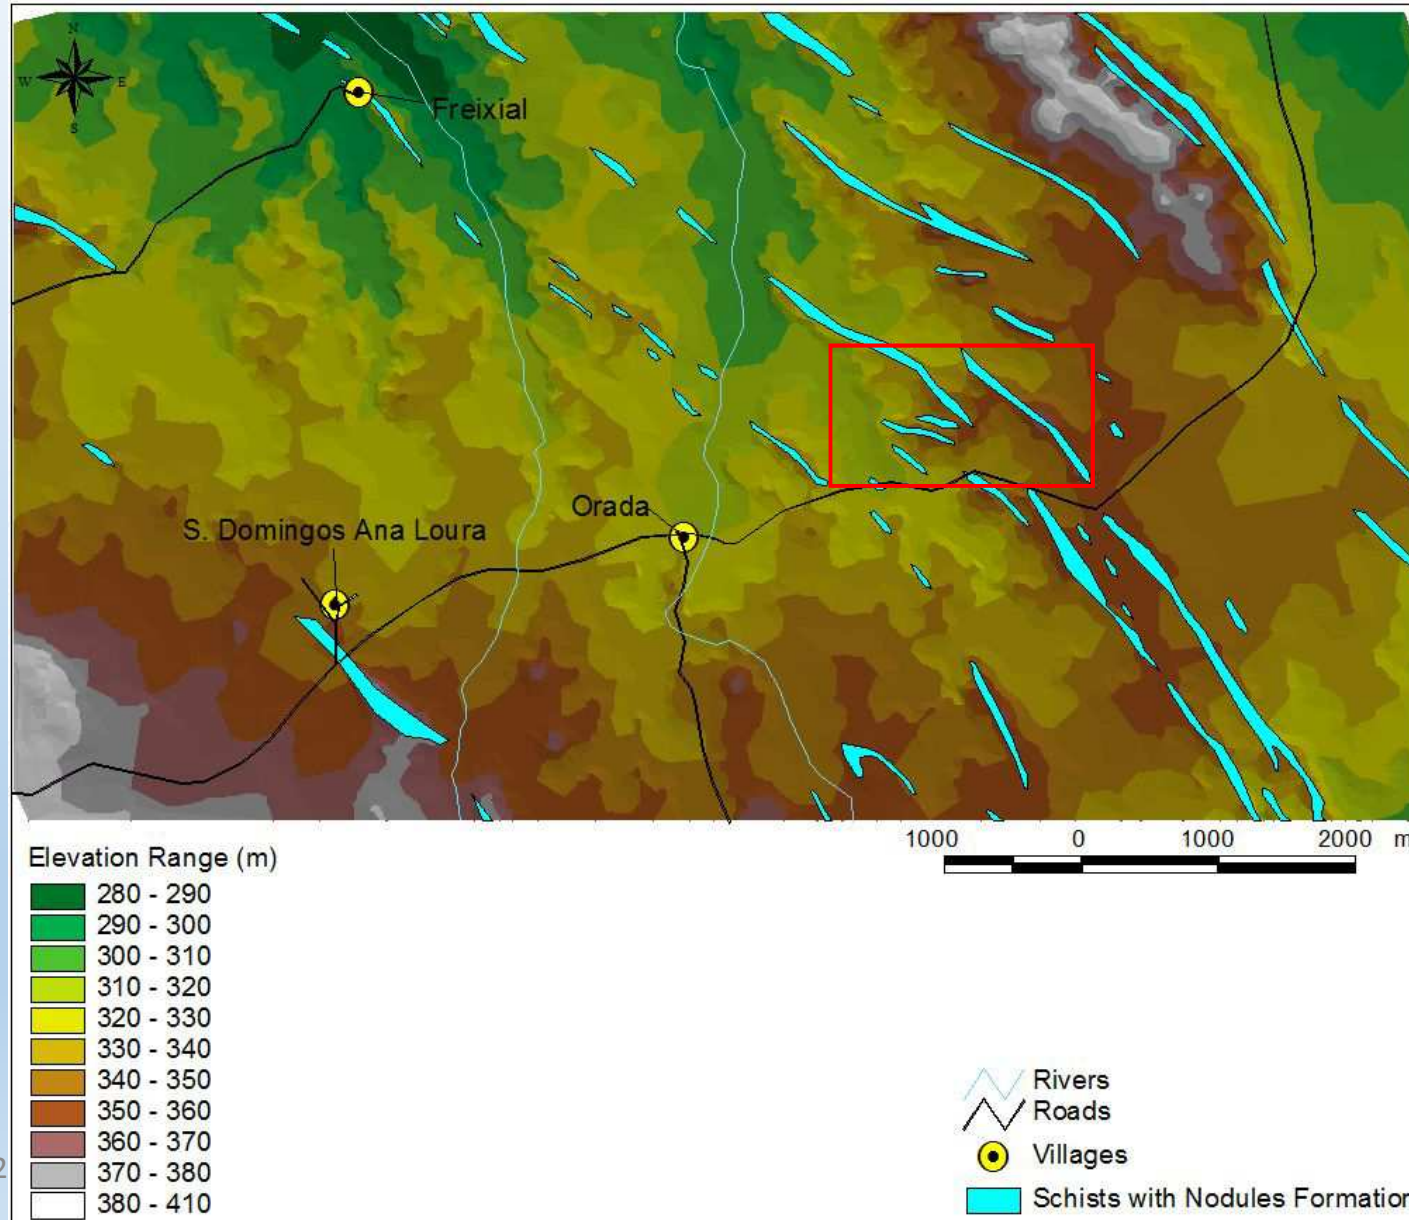 N
W E
S
Freixial
Orada
S. Domingos Ana Loura
1000 0 1000 2000 m
Elevation Range (m)
280 - 290
290 - 300
300 - 310
310 - 320
320 - 330
330 - 340
340 - 350
350 - 360
360 - 370
370 - 380
380 - 410
Rivers
Roads
Villages
Schists with Nodules Formation
2